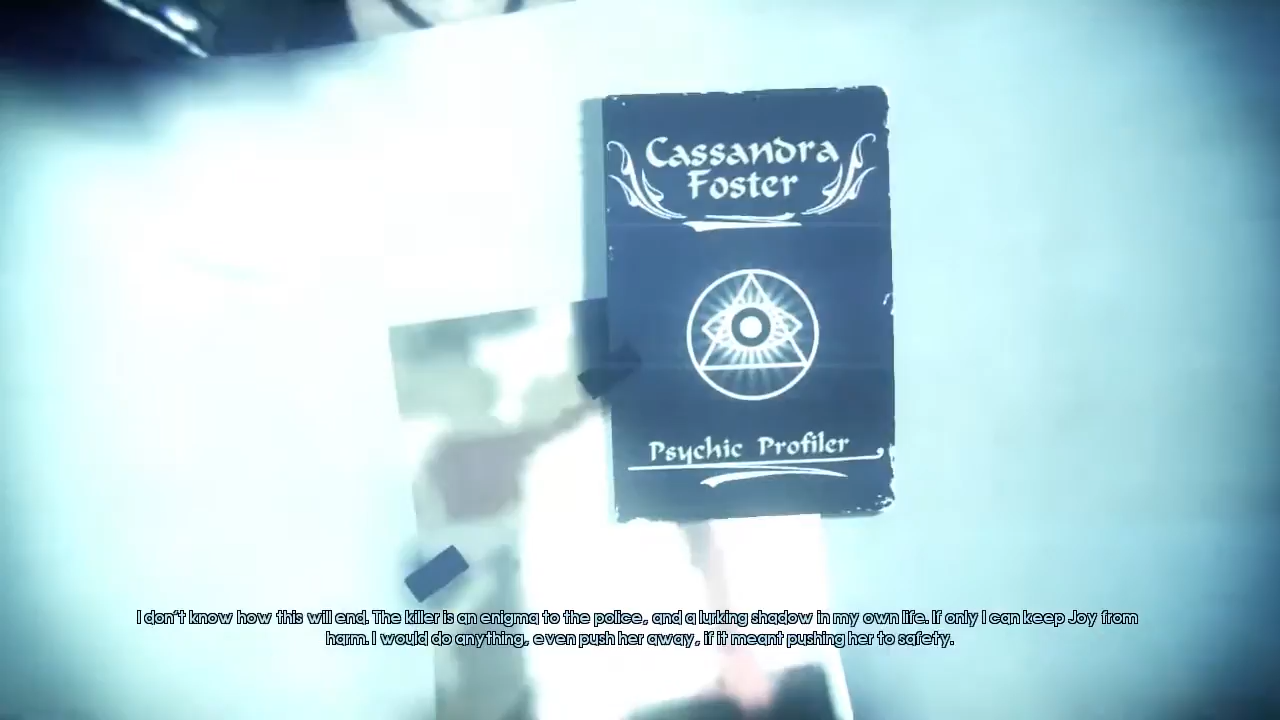 Cassandra
Foster
Psychic Profiler
I don't know how this will end. The killer is an enigma to the police, and a lurking shadow in my own life. If only I can keep Joy from
harm. I would do anything, even push her away, if it meant pushing her to safety.